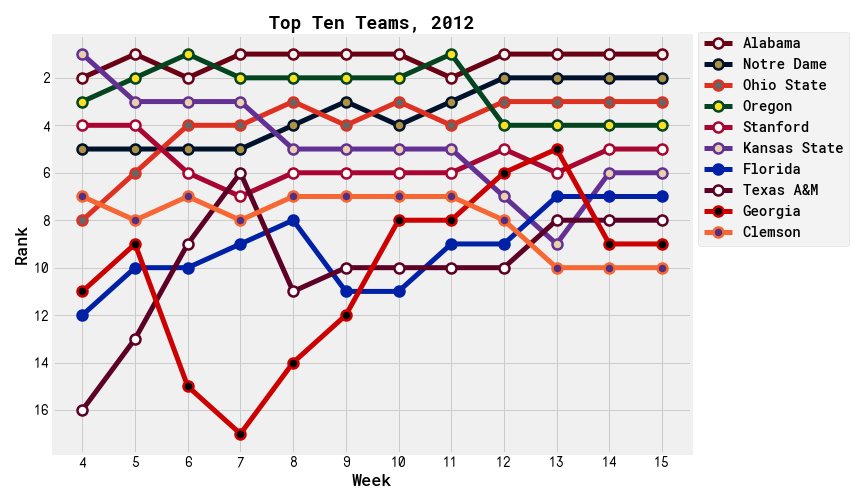 Top Ten Teams, 2012
Alabama
Notre Dame
Ohio State
Oregon
Stanford
Kansas State
Florida
Texas A&M
Georgia
Clemson
Rank
2
4
6
8
10
12
14
16
4 5 6 7 8 9 10 11 12 13 14 15
Week